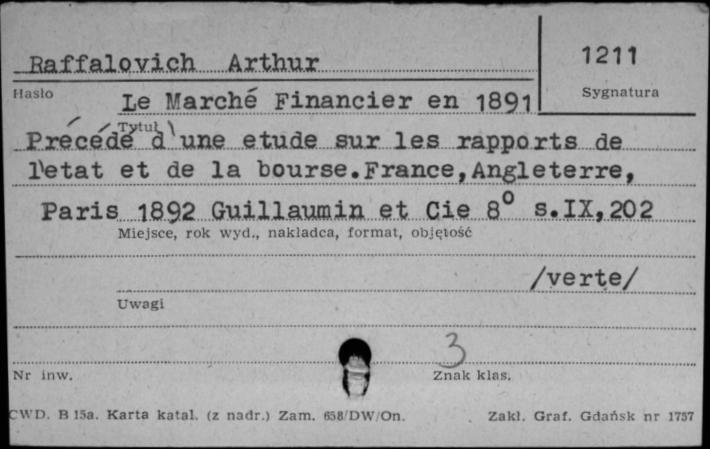 Raffalovich Arthur
1211
Hasło
Sygnatura
Le Marché Financier en 1891
Tytuł
Précédé d'une etude sur les rapports de
l'etat et de la bourse.France,Angleterre,
Paris 1892 Guillaumin et Cie 8° s.IX,202
Miejsce, rok wyd., nakładca, format, objętość
/verte/
Uwagi
3
Nr inw.
Znak klas.
CWD. B 15a. Karta katal. (z nadr.) Zam. 658/DW/On.
Zakł. Graf. Gdańsk nr 1757